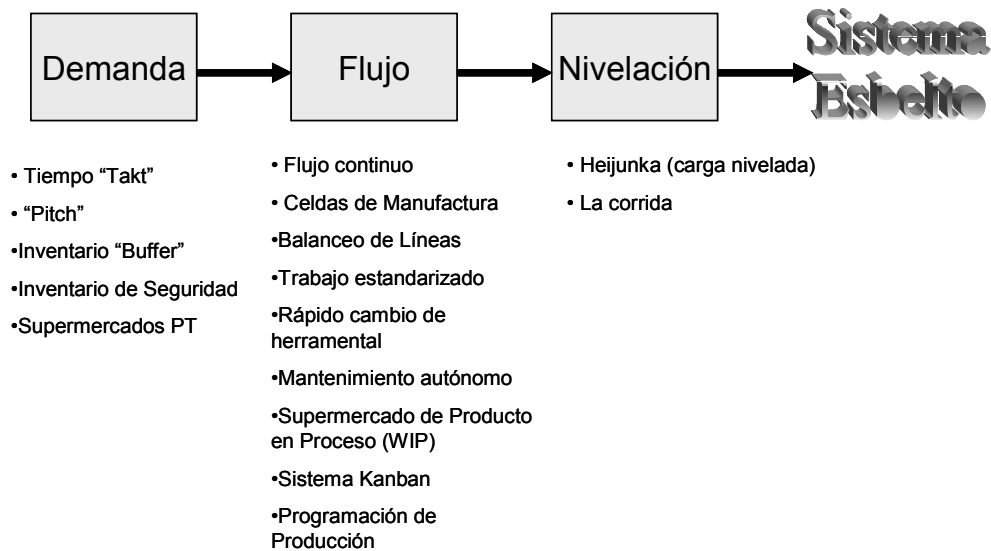 Demanda
Flujo
Nivelación
Sistema
Esbelto
• Tiempo “Takt”
• “Pitch”
•Inventario “Buffer”
•Inventario de Seguridad
•Supermercados PT
• Flujo continuo
• Celdas de Manufactura
•Balanceo de Líneas
•Trabajo estandarizado
•Rápido cambio de
herramental
•Mantenimiento autónomo
•Supermercado de Producto
en Proceso (WIP)
•Sistema Kanban
•Programación de
Producción
• Heijunka (carga nivelada)
• La corrida